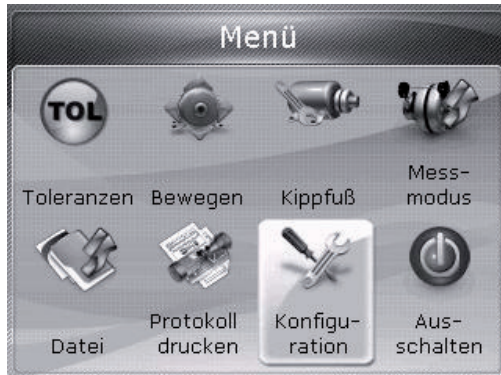 Menü
TOL
Toleranzen Bewegen Kippfuß Mess-
modus
Datei Protokoll
drucken Konfigu-
ration Aus-
schalten